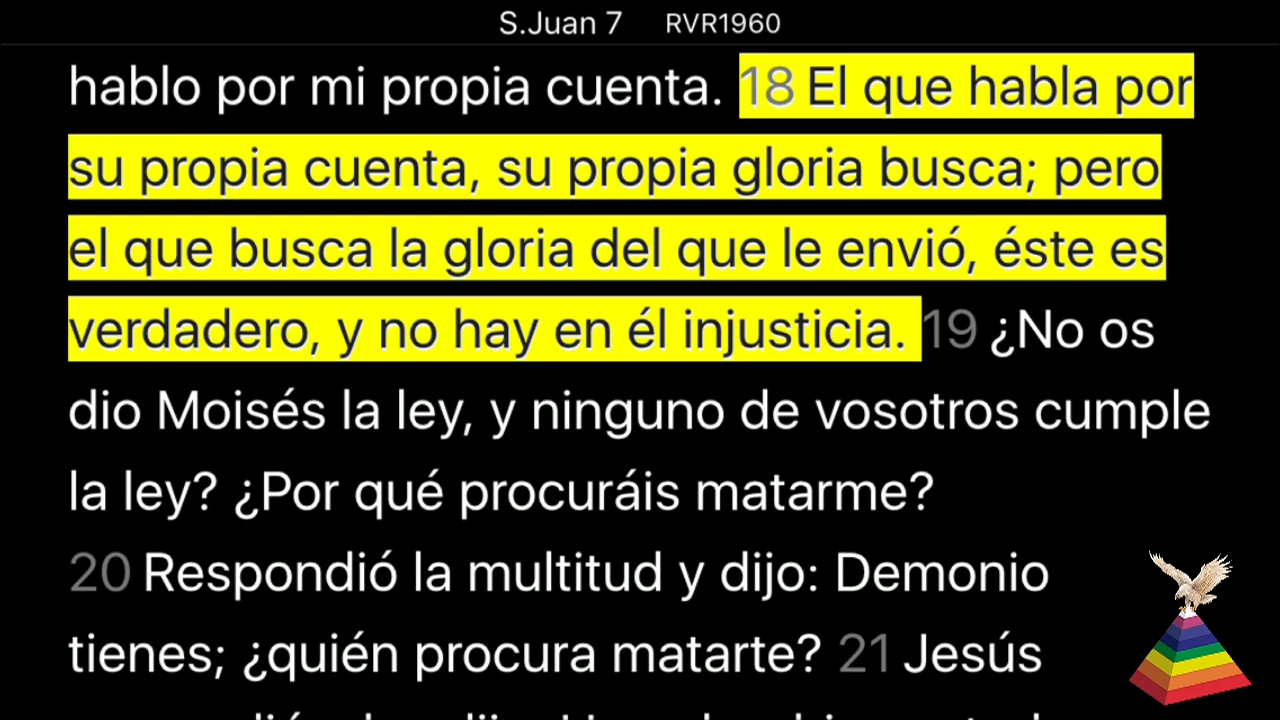 S.Juan 7 RVR1960
hablo por mi propia cuenta. 18 El que habla por
su propia cuenta, su propia gloria busca; pero
el que busca la gloria del que le envió, éste es
verdadero, y no hay en él injusticia. 19 ¿No os
dio Moisés la ley, y ninguno de vosotros cumple
la ley? ¿Por qué procuráis matarme?
20 Respondió la multitud y dijo: Demonio
tienes; ¿quién procura matarte? 21 Jesús